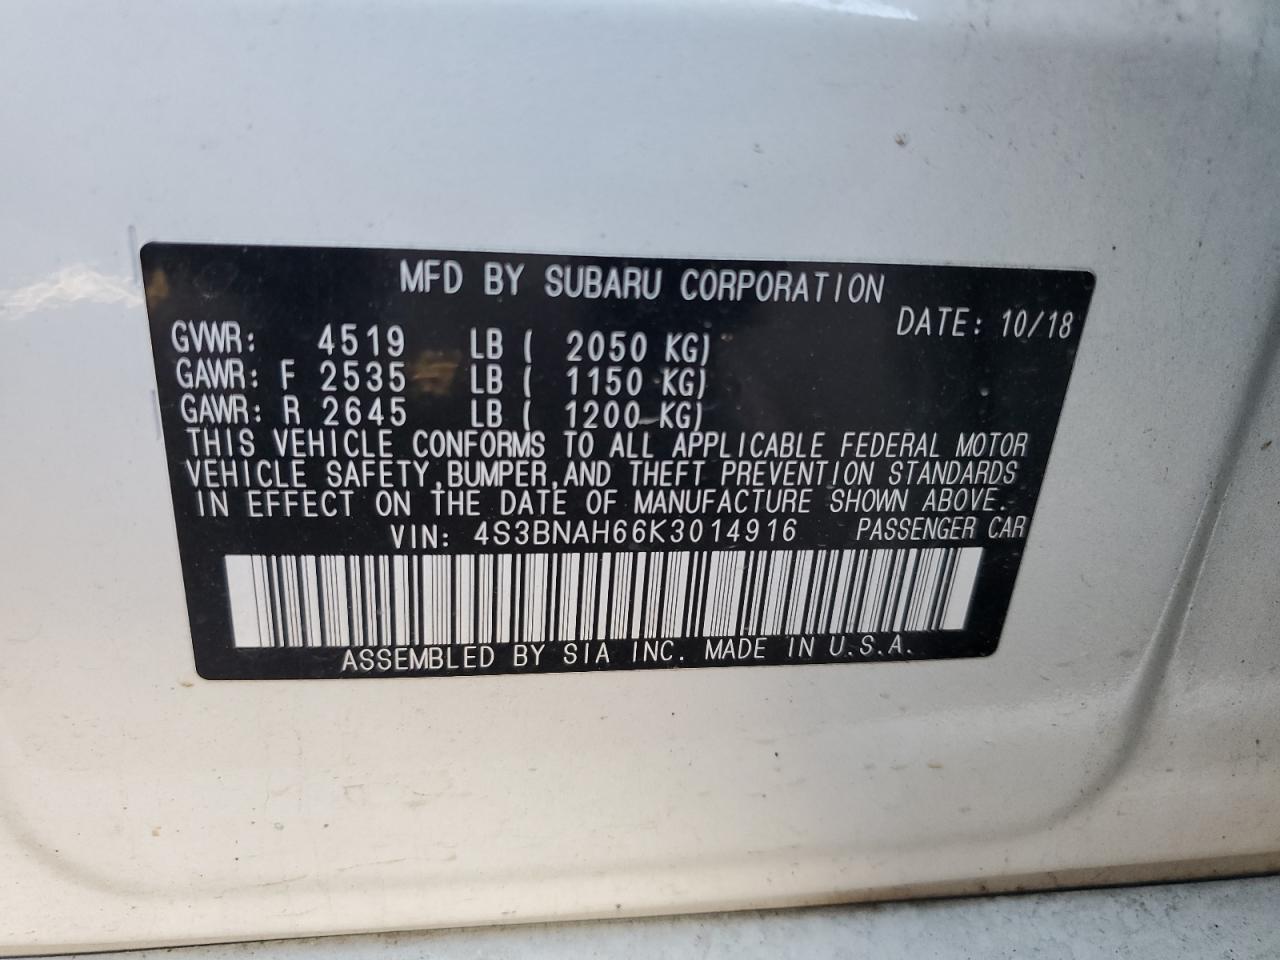 MFD BY SUBARU CORPORATION
DATE: 10/18
GVWR: 4519 LB ( 2050 KG)
GAWR: F 2535 LB ( 1150 KG)
GAWR: R 2645 LB ( 1200 KG)
THIS VEHICLE CONFORMS TO ALL APPLICABLE FEDERAL MOTOR
VEHICLE SAFETY,BUMPER,AND THEFT PREVENTION STANDARDS
IN EFFECT ON THE DATE OF MANUFACTURE SHOWN ABOVE.
VIN: 4S3BNAH66K3014916 PASSENGER CAR
ASSEMBLED BY SIA INC. MADE IN U.S.A.